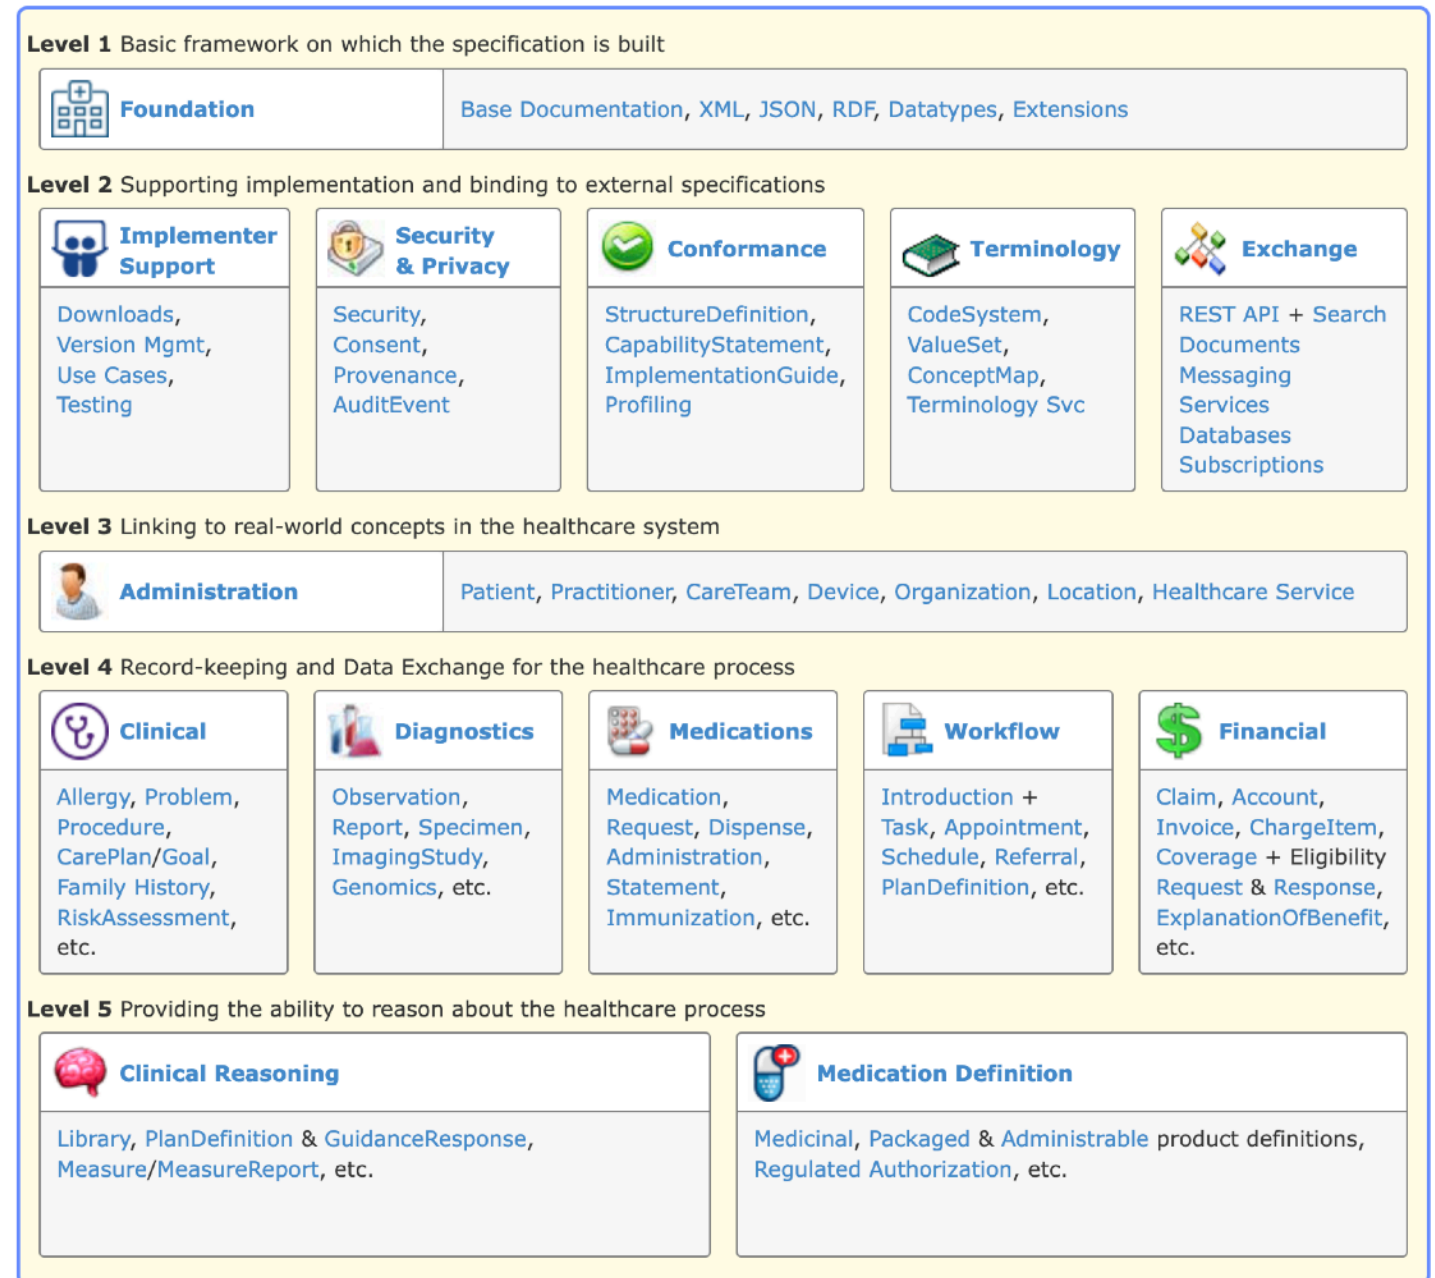 Level 1 Basic framework on which the specification is built
Foundation
Base Documentation, XML, JSON, RDF, Datatypes, Extensions
Level 2 Supporting implementation and binding to external specifications
Implementer
Support
Downloads,
Version Mgmt,
Use Cases,
Testing
Security
& Privacy
Security,
Consent,
Provenance,
AuditEvent
Conformance
StructureDefinition,
CapabilityStatement,
ImplementationGuide,
Profiling
Terminology
CodeSystem,
ValueSet,
ConceptMap,
Terminology Svc
Exchange
REST API + Search
Documents
Messaging
Services
Databases
Subscriptions
Level 3 Linking to real-world concepts in the healthcare system
Administration
Patient, Practitioner, CareTeam, Device, Organization, Location, Healthcare Service
Level 4 Record-keeping and Data Exchange for the healthcare process
Clinical
Allergy, Problem,
Procedure,
CarePlan/Goal,
Family History,
RiskAssessment,
etc.
Diagnostics
Observation,
Report, Specimen,
ImagingStudy,
Genomics, etc.
Medications
Medication,
Request, Dispense,
Administration,
Statement,
Immunization, etc.
Workflow
Introduction +
Task, Appointment,
Schedule, Referral,
PlanDefinition, etc.
Financial
Claim, Account,
Invoice, ChargeItem,
Coverage + Eligibility
Request & Response,
ExplanationOfBenefit,
etc.
Level 5 Providing the ability to reason about the healthcare process
Clinical Reasoning
Library, PlanDefinition & GuidanceResponse,
Measure/MeasureReport, etc.
Medication Definition
Medicinal, Packaged & Administrable product definitions,
Regulated Authorization, etc.